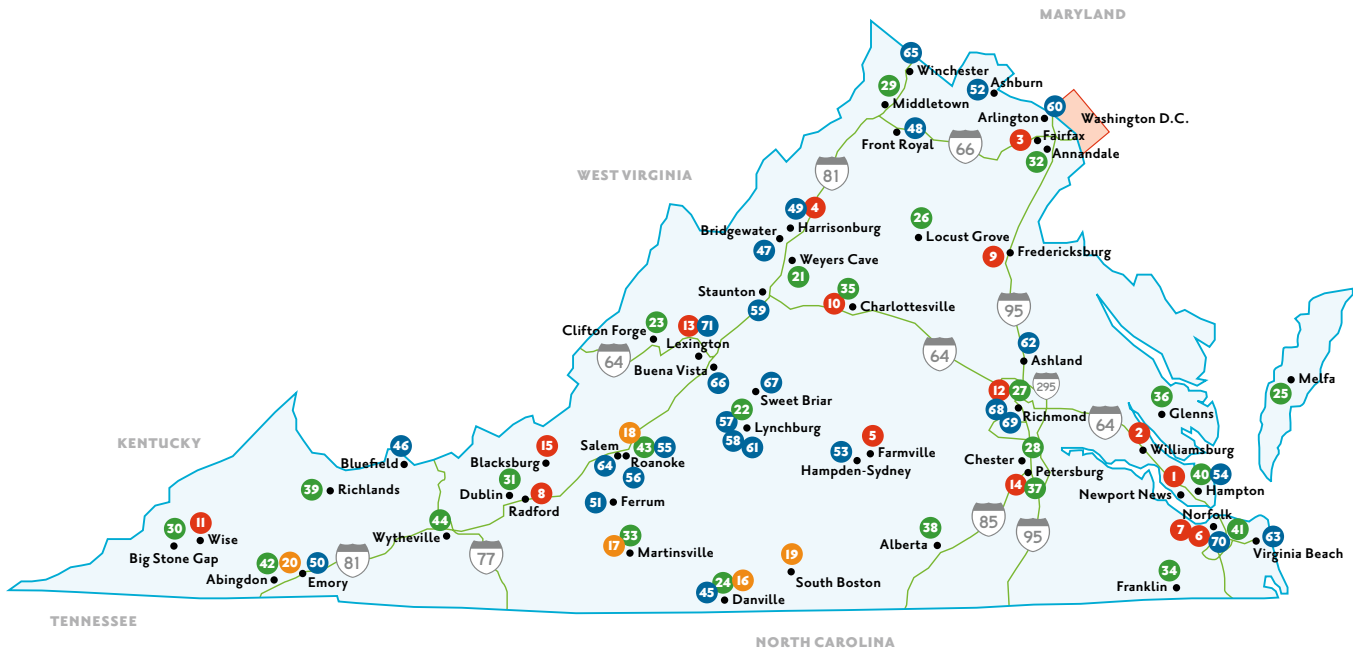 MARYLAND
65
Winchester
29
Middletown
52
Ashburn
60
Arlington
Washington D.C.
48
Front Royal
66
3
Fairfax
Annandale
32
81
WEST VIRGINIA
49
4
Harrisonburg
Bridgewater
47
26
Locust Grove
9
Fredericksburg
Weyers Cave
21
Staunton
59
35
10
Charlottesville
95
23
Clifton Forge
13
71
Lexington
64
Buena Vista
66
64
62
Ashland
295
12
27
68
69
Richmond
67
Sweet Briar
22
57
Lynchburg
58
61
Melfa
25
36
Glenns
64
2
Williamsburg
KENTUCKY
46
Bluefield
15
Blacksburg
18
Salem
43
55
Roanoke
64
56
5
53
Farmville
Hampden-Sydney
28
Chester
Petersburg
14
37
1
40
54
Hampton
Newport News
39
Richlands
31
Dublin
8
Radford
51
Ferrum
30
11
Wise
Big Stone Gap
44
Wytheville
Norfolk
7
6
70
41
63
Virginia Beach
85
95
38
Alberta
17
33
Martinsville
19
South Boston
42
20
50
Abingdon
Emory
81
77
45
24
16
Danville
34
Franklin
TENNESSEE
NORTH CAROLINA